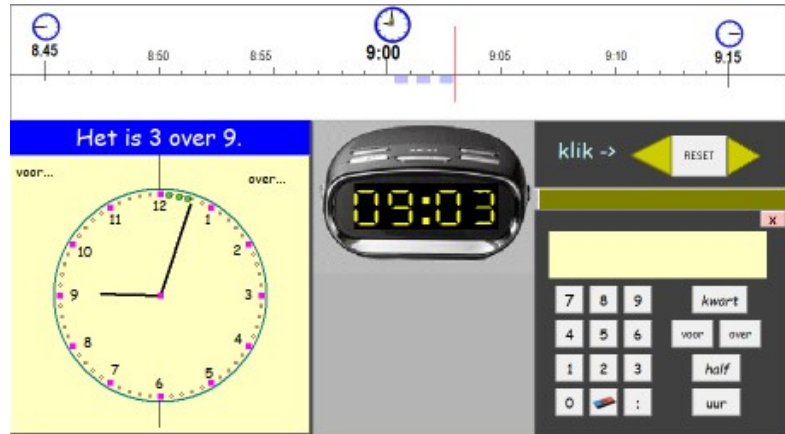 8.45 8:50 8:55 9:00 9:05 9:10 9.15
Het is 3 over 9.
voor... over...
12
11 1
10 2
9 3
8 4
7 5
6
09:03
klik -> RESET
x
7 8 9 kwart
4 5 6 voor over
1 2 3 half
0 : uur